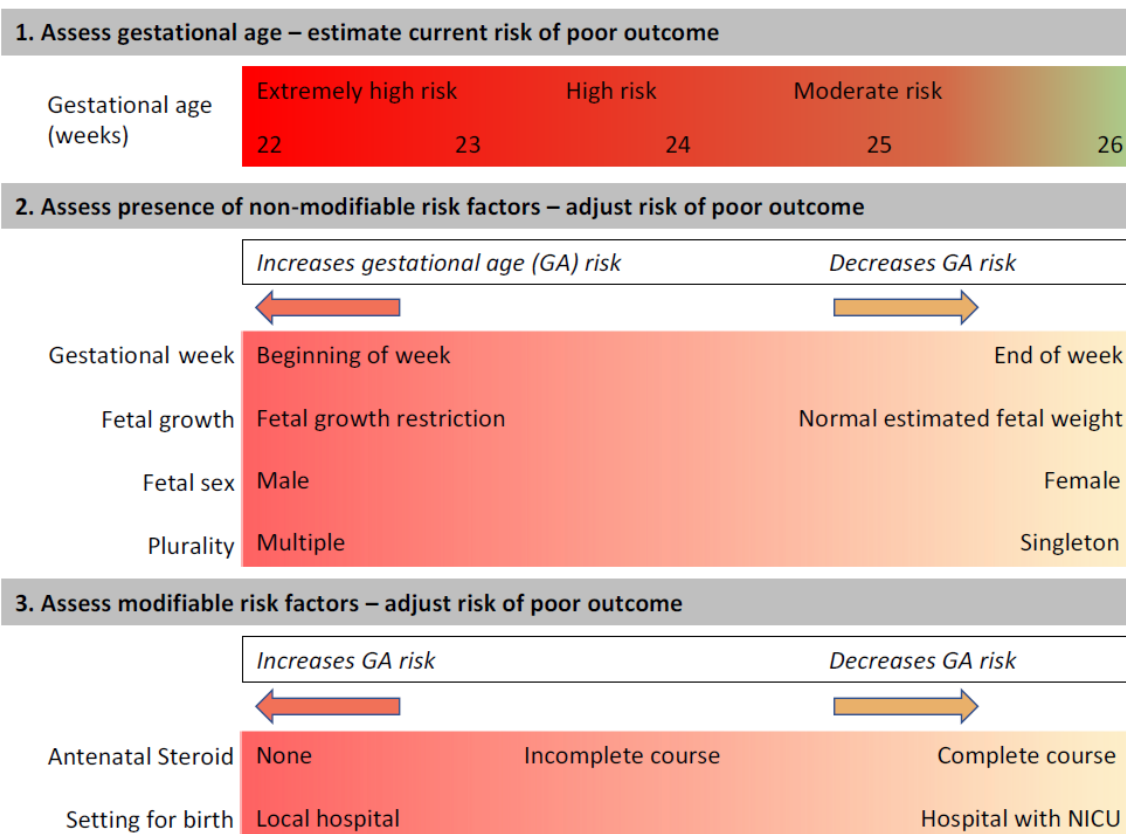 1. Assess gestational age – estimate current risk of poor outcome
Gestational age
(weeks)
Extremely high risk High risk Moderate risk
22 23 24 25 26
2. Assess presence of non-modifiable risk factors – adjust risk of poor outcome
Increases gestational age (GA) risk Decreases GA risk
Gestational week Beginning of week End of week
Fetal growth Fetal growth restriction Normal estimated fetal weight
Fetal sex Male Female
Plurality Multiple Singleton
3. Assess modifiable risk factors – adjust risk of poor outcome
Increases GA risk Decreases GA risk
Antenatal Steroid None Incomplete course Complete course
Setting for birth Local hospital Hospital with NICU